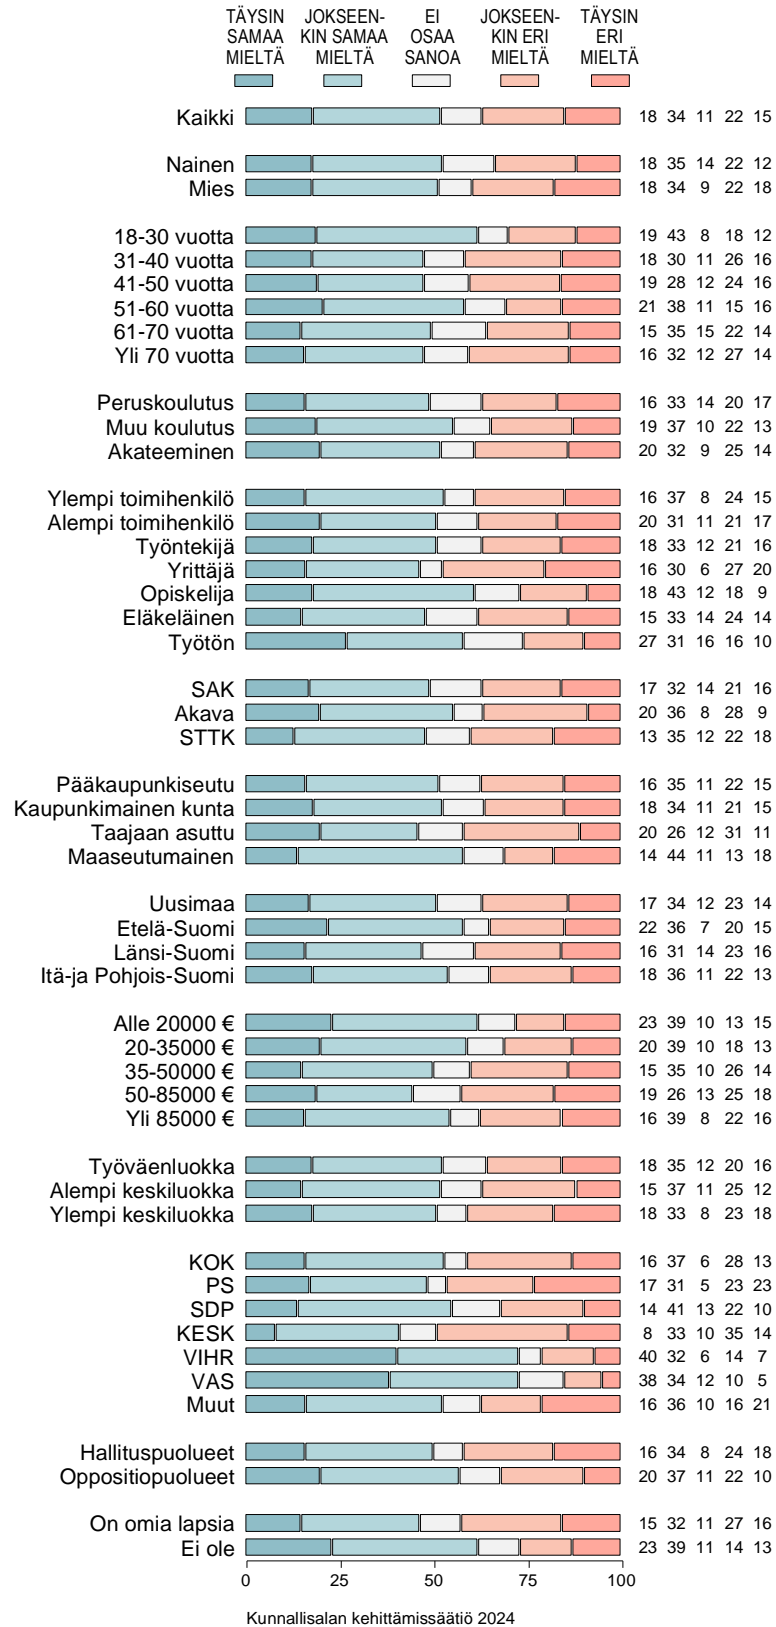 TÄYSIN JOKSEEN- EI JOKSEEN- TÄYSIN
SAMAA KIN SAMAA OSAA KIN ERI ERI
MIELTÄ MIELTÄ SANOA MIELTÄ MIELTÄ
Kaikki 18 34 11 22 15
Nainen 18 35 14 22 12
Mies 18 34 9 22 18
18-30 vuotta 19 43 8 18 12
31-40 vuotta 18 30 11 26 16
41-50 vuotta 19 28 12 24 16
51-60 vuotta 21 38 11 15 16
61-70 vuotta 15 35 15 22 14
Yli 70 vuotta 16 32 12 27 14
Peruskoulutus 16 33 14 20 17
Muu koulutus 19 37 10 22 13
Akateeminen 20 32 9 25 14
Ylempi toimihenkilö 16 37 8 24 15
Alempi toimihenkilö 20 31 11 21 17
Työntekijä 18 33 12 21 16
Yrittäjä 16 30 6 27 20
Opiskelija 18 43 12 18 9
Eläkeläinen 15 33 14 24 14
Työtön 27 31 16 16 10
SAK 17 32 14 21 16
Akava 20 36 8 28 9
STTK 13 35 12 22 18
Pääkaupunkiseutu 16 35 11 22 15
Kaupunkimainen kunta 18 34 11 21 15
Taajaan asuttu 20 26 12 31 11
Maaseutumainen 14 44 11 13 18
Uusimaa 17 34 12 23 14
Etelä-Suomi 22 36 7 20 15
Länsi-Suomi 16 31 14 23 16
Itä-ja Pohjois-Suomi 18 36 11 22 13
Alle 20000 € 23 39 10 13 15
20-35000 € 20 39 10 18 13
35-50000 € 15 35 10 26 14
50-85000 € 19 26 13 25 18
Yli 85000 € 16 39 8 22 16
Työväenluokka 18 35 12 20 16
Alempi keskiluokka 15 37 11 25 12
Ylempi keskiluokka 18 33 8 23 18
KOK 16 37 6 28 13
PS 17 31 5 23 23
SDP 14 41 13 22 10
KESK 8 33 10 35 14
VIHR 40 32 6 14 7
VAS 38 34 12 10 5
Muut 16 36 10 16 21
Hallituspuolueet 16 34 8 24 18
Oppositiopuolueet 20 37 11 22 10
On omia lapsia 15 32 11 27 16
Ei ole 23 39 11 14 13
0 25 50 75 100
Kunnallisalan kehittämissäätiö 2024